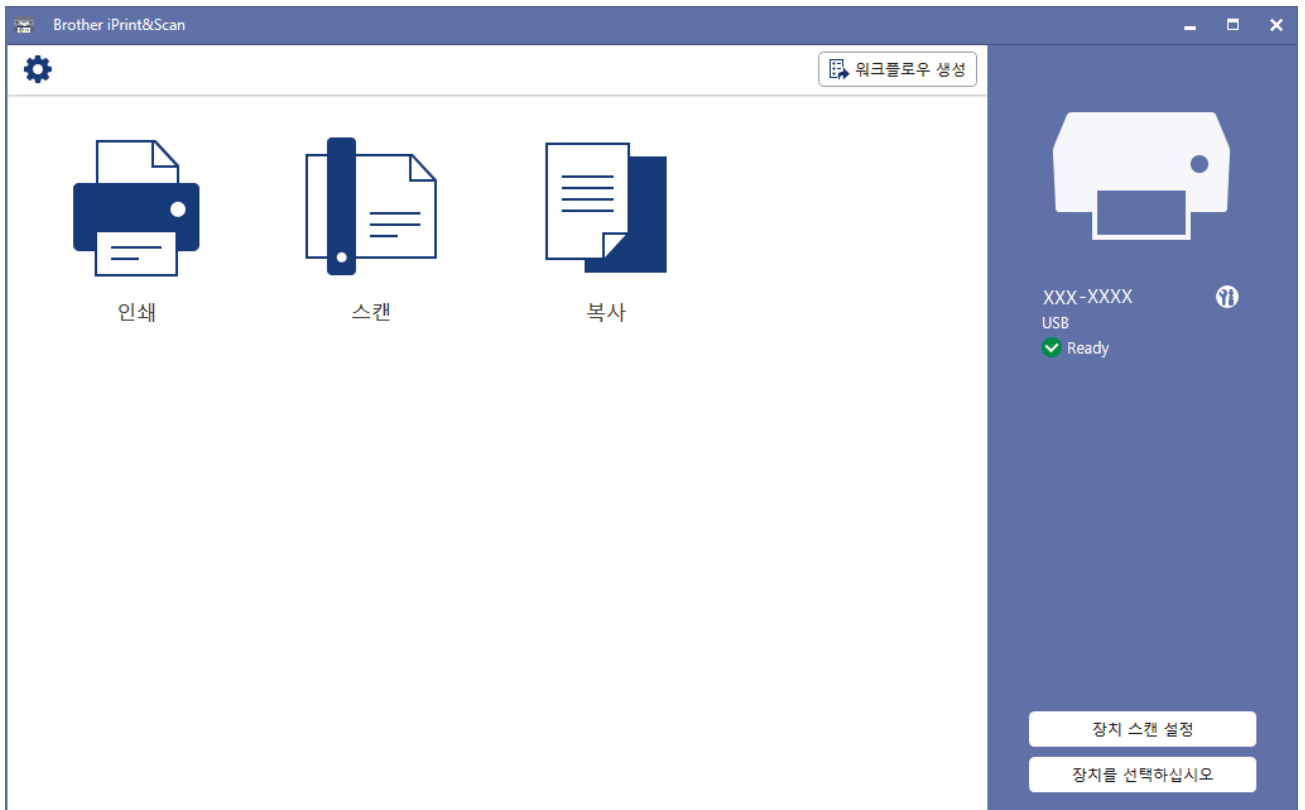 Brother iPrint&Scan
워크플로우 생성
인쇄
스캔
복사
XXX-XXXX
USB
Ready
장치 스캔 설정
장치를 선택하십시오